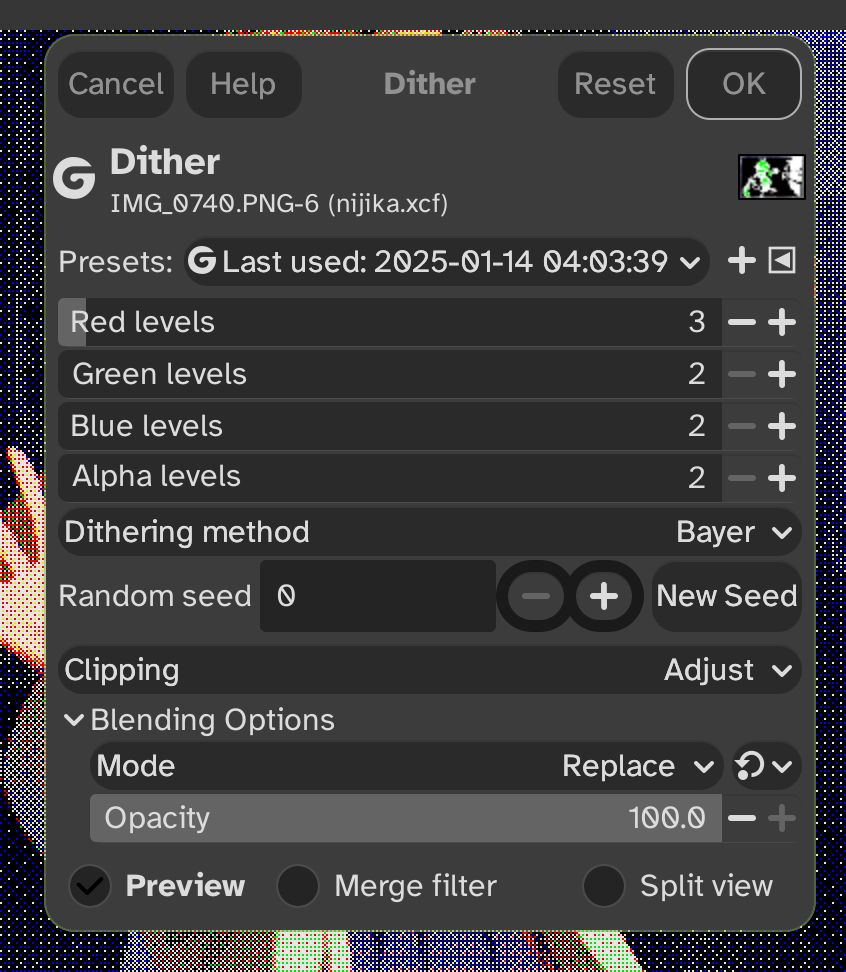 Cancel Help Dither Reset OK
Dither
IMG_0740.PNG-6 (nijika.xcf)
Presets: Last used: 2025-01-14 04:03:39
Red levels 3
Green levels 2
Blue levels 2
Alpha levels 2
Dithering method Bayer
Random seed 0 New Seed
Clipping Adjust
Blending Options
Mode Replace
Opacity 100.0
Preview Merge filter Split view